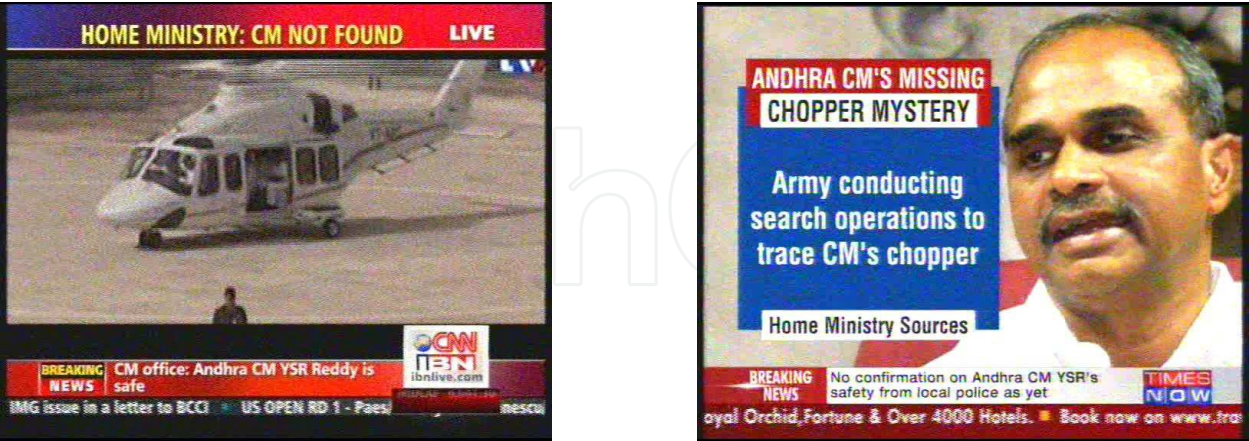 HOME MINISTRY: CM NOT FOUND
LIVE
CNN
IBN
ibnlive.com
BREAKING
NEWS
CM office: Andhra CM YSR Reddy is
safe
IMG issue in a letter to BCCI
US OPEN RD 1 - Paes
ANDHRA CM'S MISSING
CHOPPER MYSTERY
Army conducting
search operations to
trace CM's chopper
Home Ministry Sources
BREAKING
NEWS
No confirmation on Andhra CM YSR's
safety from local police as yet
TIMES
NOW
oyal Orchid,Fortune & Over 4000 Hotels.
Book now on www.tra